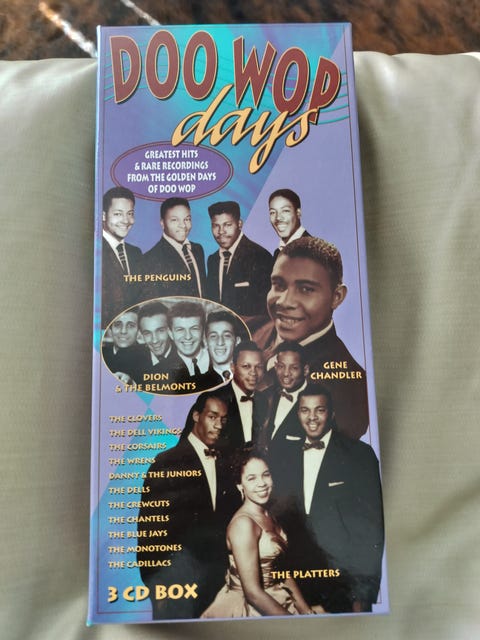 DOO WOP
days
GREATEST HITS
& RARE RECORDINGS
FROM THE GOLDEN DAYS
OF DOO WOP
THE PENGUINS
DION
& THE BELMONTS
GENE
CHANDLER
THE CLOVERS
THE DELL VIKINGS
THE CORSAIRS
THE WRENS
DANNY & THE JUNIORS
THE DELLS
THE CREWCUTS
THE CHANTELS
THE BLUE JAYS
THE MONOTONES
THE CADILLACS
THE PLATTERS
3 CD BOX